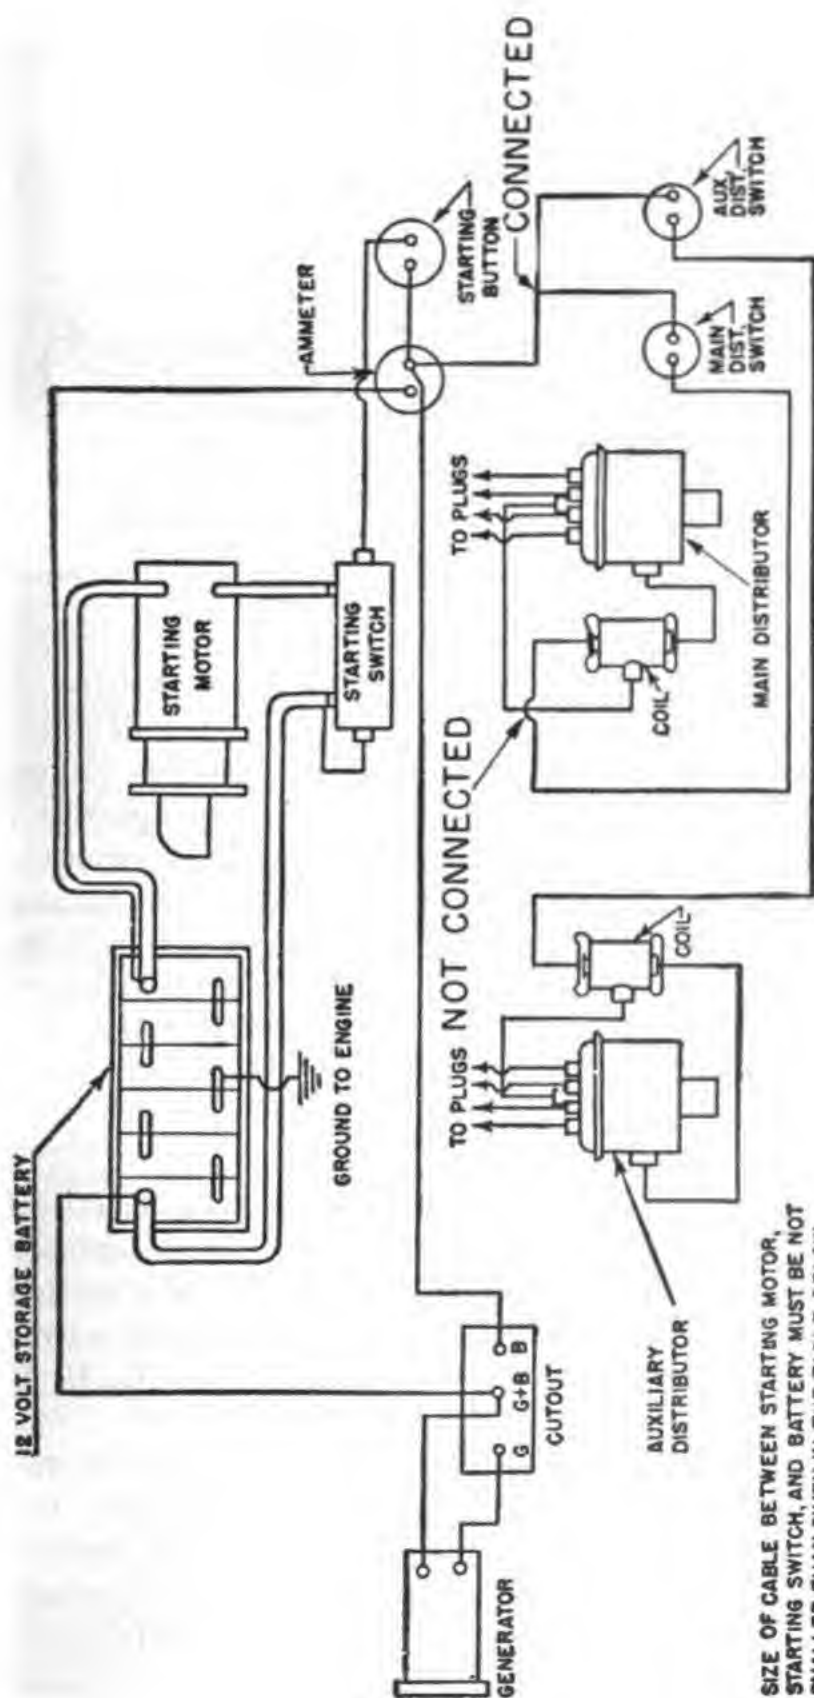 12 VOLT STORAGE BATTERY
STARTING
MOTOR
STARTING
SWITCH
AMMETER
STARTING
BUTTON
CONNECTED
GROUND TO ENGINE
NOT CONNECTED
TO PLUGS
TO PLUGS
AUX.
DIST.
SWITCH
MAIN
DIST.
SWITCH
COIL
MAIN DISTRIBUTOR
COIL
AUXILIARY
DISTRIBUTOR
G
G+B
B
CUTOUT
GENERATOR
SIZE OF CABLE BETWEEN STARTING MOTOR,
STARTING SWITCH, AND BATTERY MUST BE NOT